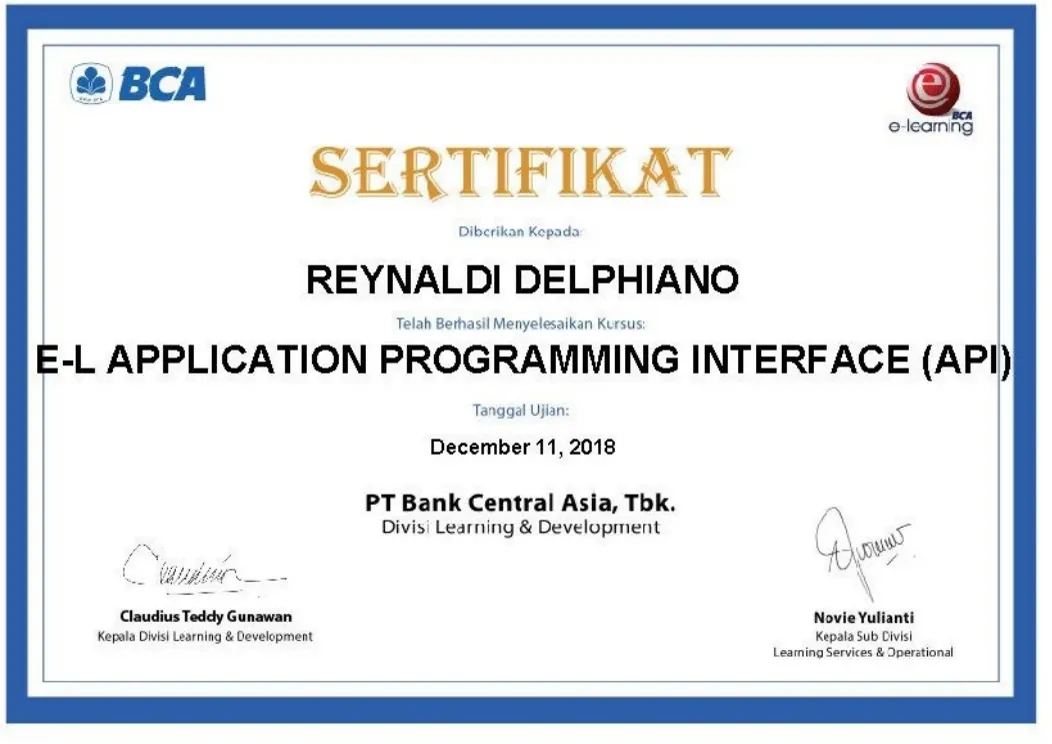 BCA
e
BCA
e-learning
SERTIFIKAT
Diberikan Kepada:
REYNALDI DELPHIANO
Telah Berhasil Menyelesaikan Kursus:
E-L APPLICATION PROGRAMMING INTERFACE (API)
Tanggal Ujian:
December 11, 2018
PT Bank Central Asia, Tbk.
Divisi Learning & Development
Claudius Teddy Gunawan
Kepala Divisi Learning & Development
Novie Yulianti
Kepala Sub Divisi
Learning Services & Operational